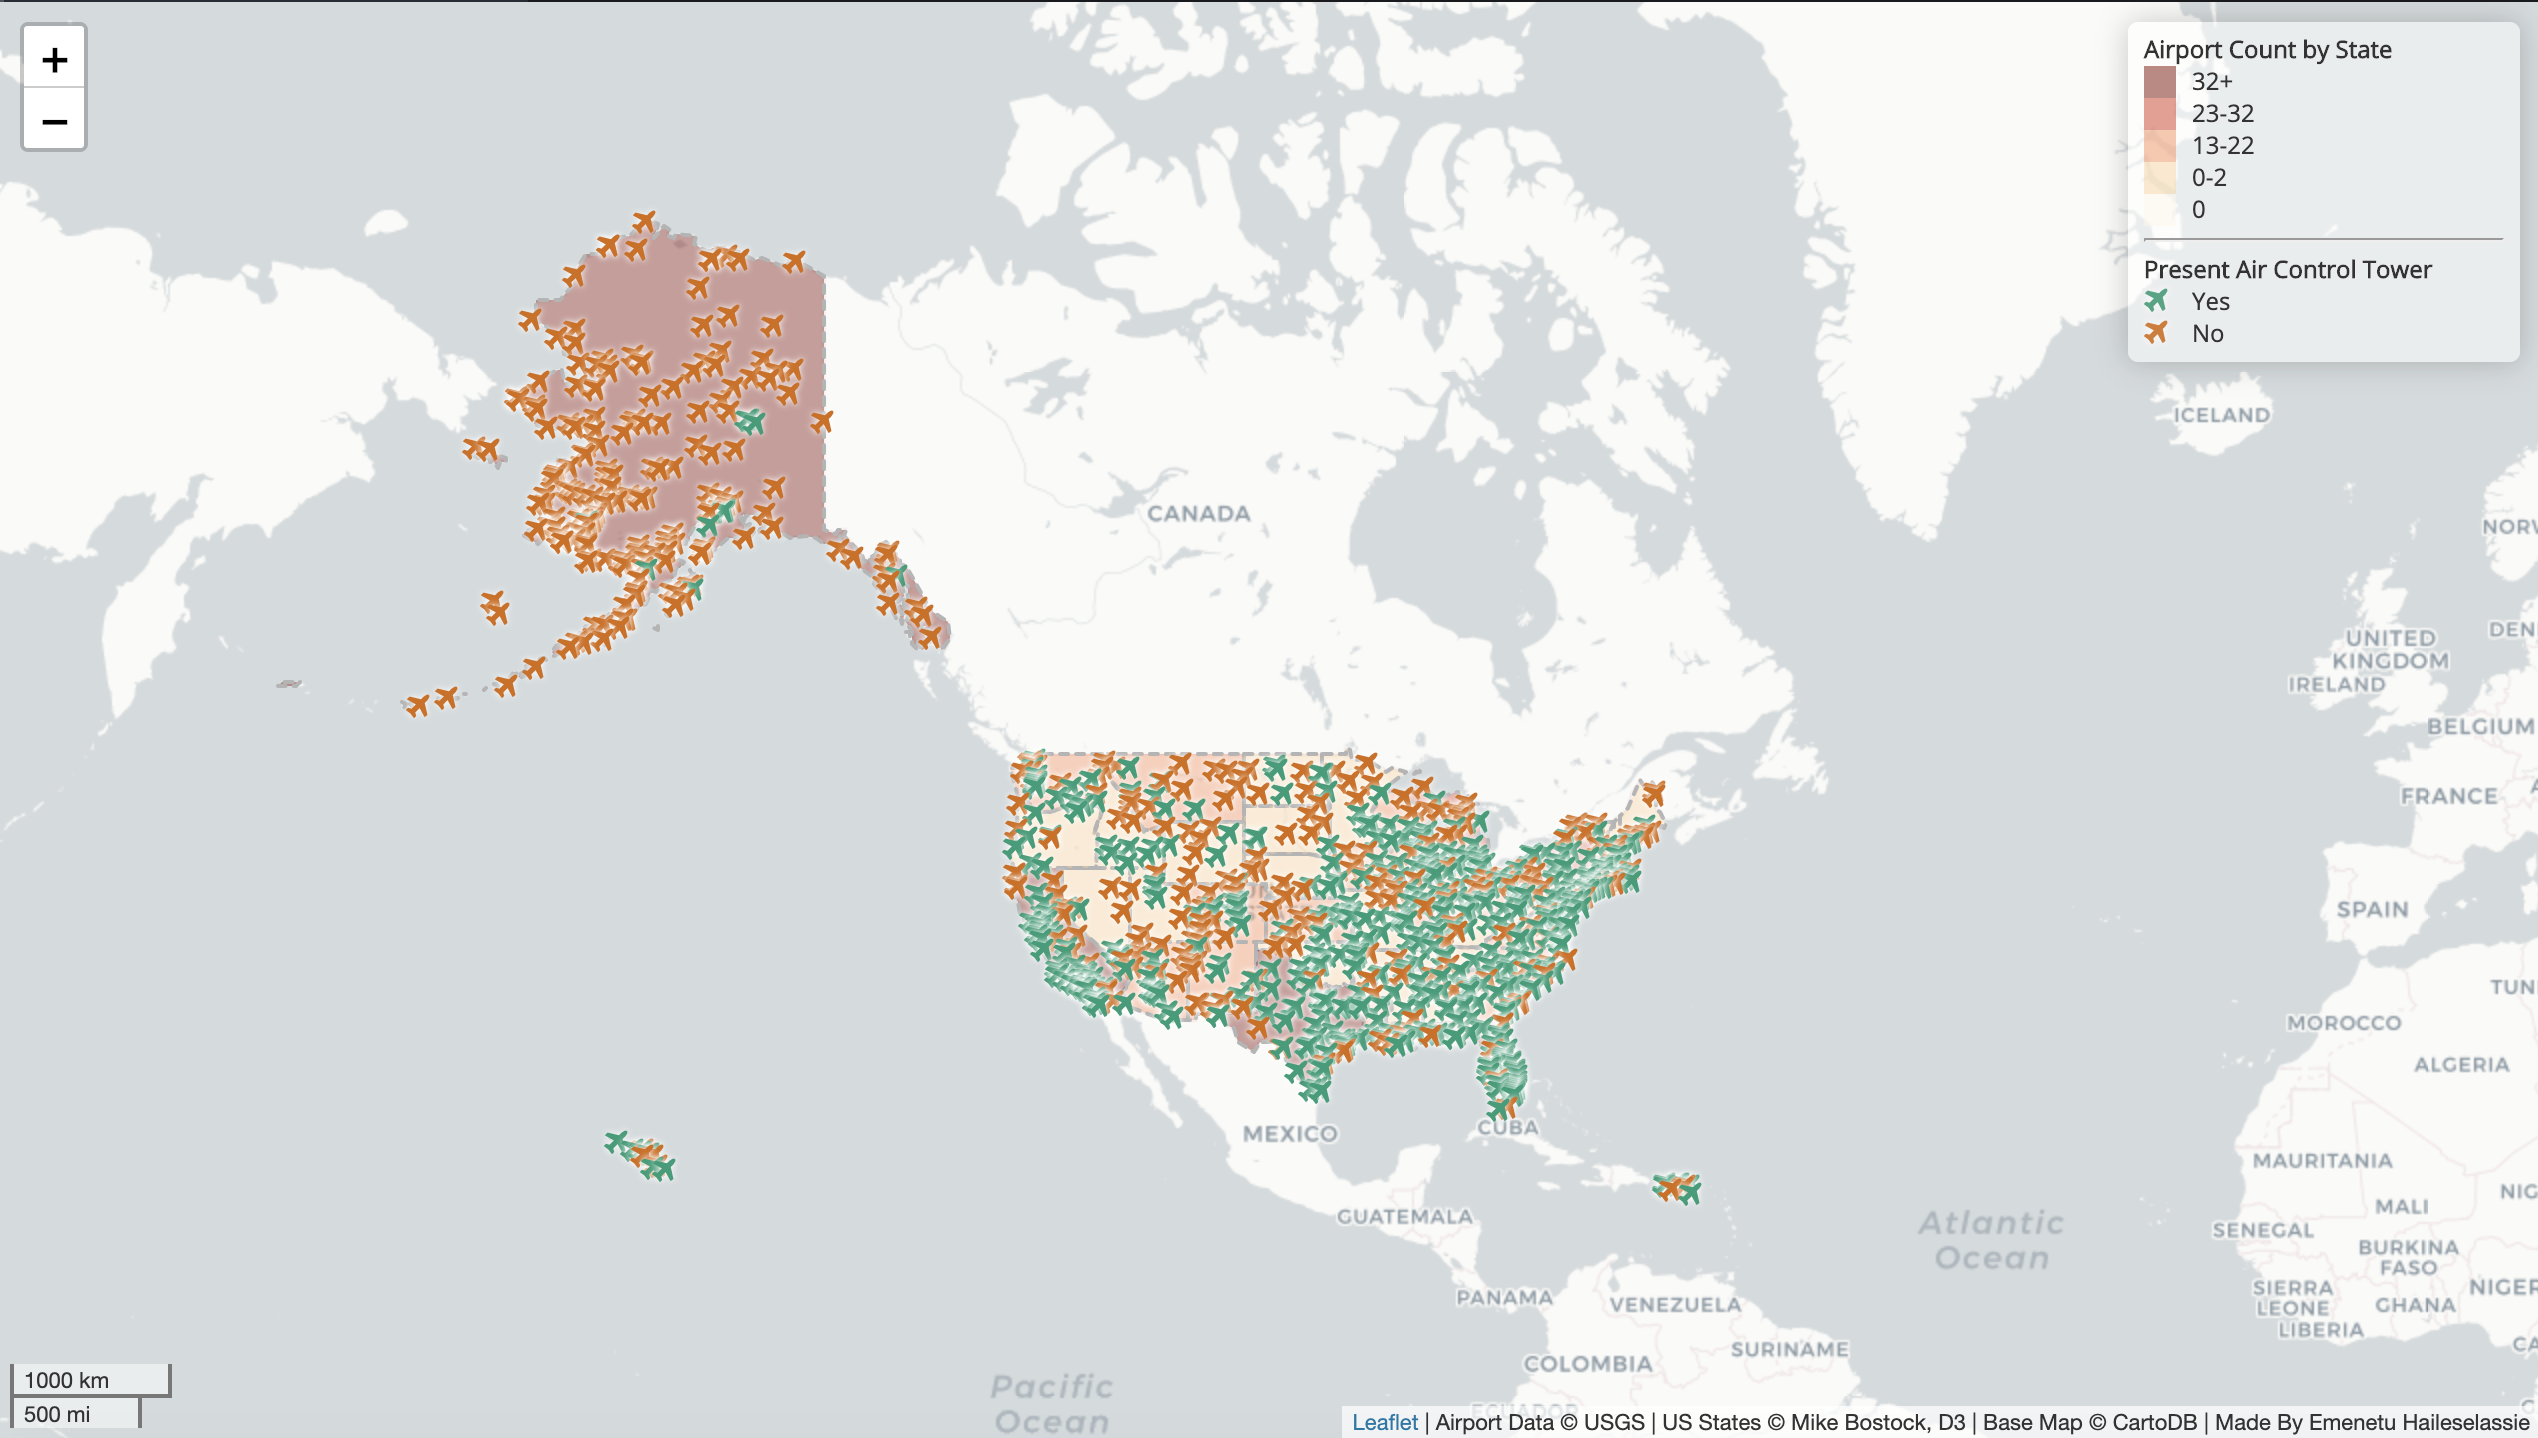 +
−
Airport Count by State
32+
23-32
13-22
0-2
0
Present Air Control Tower
Yes
No
ICELAND
CANADA
NORW
UNITED
KINGDOM
DEN
IRELAND
BELGIUM
FRANCE
SPAIN
TUN
MOROCCO
ALGERIA
MEXICO
CUBA
MAURITANIA
NIG
MALI
GUATEMALA
SENEGAL
Atlantic
Ocean
BURKINA
FASO
SIERRA
LEONE
NIGER
PANAMA
VENEZUELA
GHANA
LIBERIA
CA
SURINAME
COLOMBIA
Pacific
Ocean
ECUADOR
1000 km
500 mi
Leaflet | Airport Data © USGS | US States © Mike Bostock, D3 | Base Map © CartoDB | Made By Emenetu Haileselassie